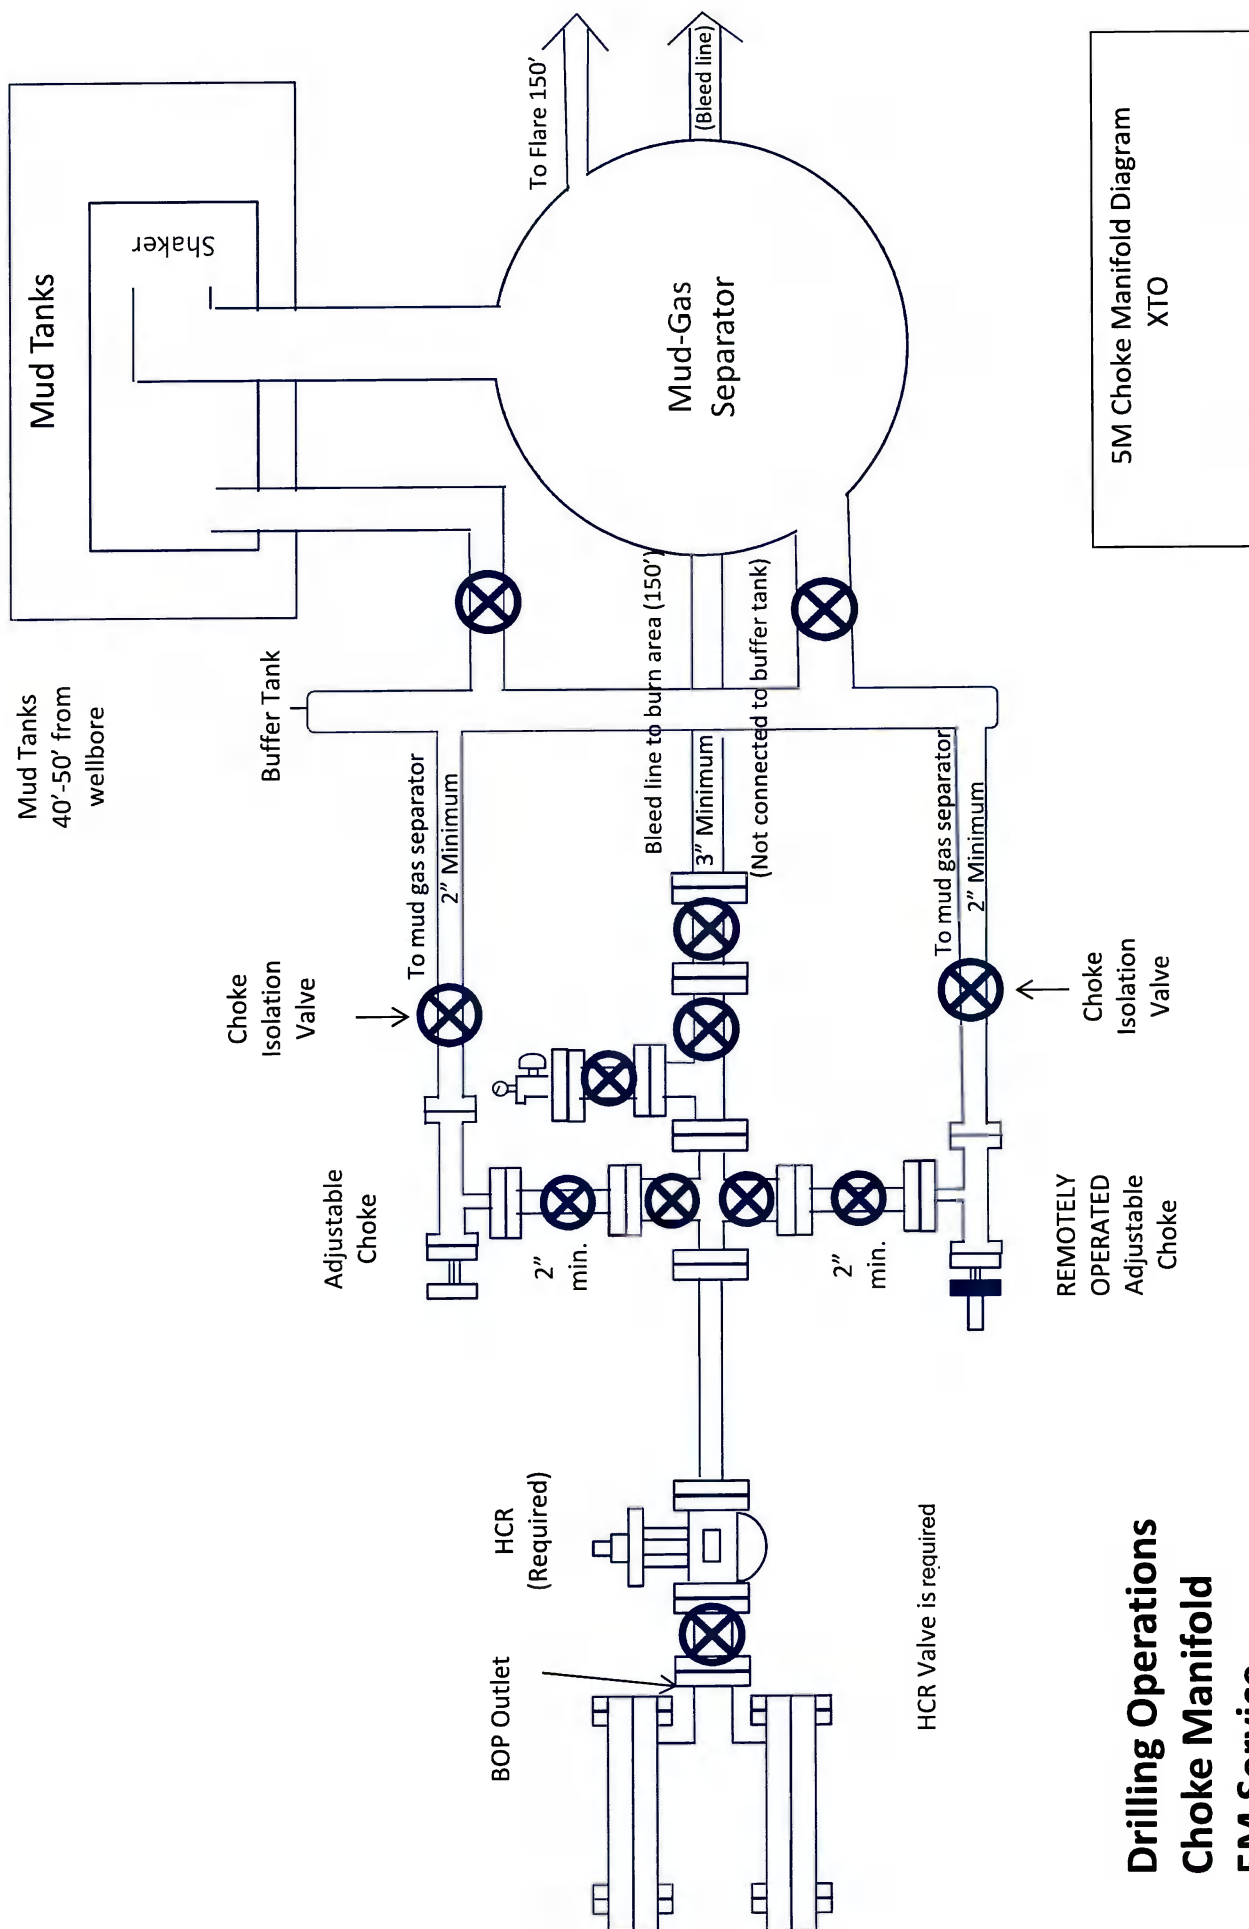 Mud Tanks
40'-50' from
wellbore
Mud Tanks
Shaker
Buffer Tank
To Flare 150'
(Bleed line)
Mud-Gas
Separator
Choke
Isolation
Valve
To mud gas separator
2" Minimum
Bleed line to burn area (150')
3" Minimum
(Not connected to buffer tank)
To mud gas separator
2" Minimum
Choke
Isolation
Valve
Adjustable
Choke
2"
min.
2"
min.
REMOTELY
OPERATED
Adjustable
Choke
HCR
(Required)
BOP Outlet
HCR Valve is required
5M Choke Manifold Diagram
XTO
Drilling Operations
Choke Manifold
5M Service